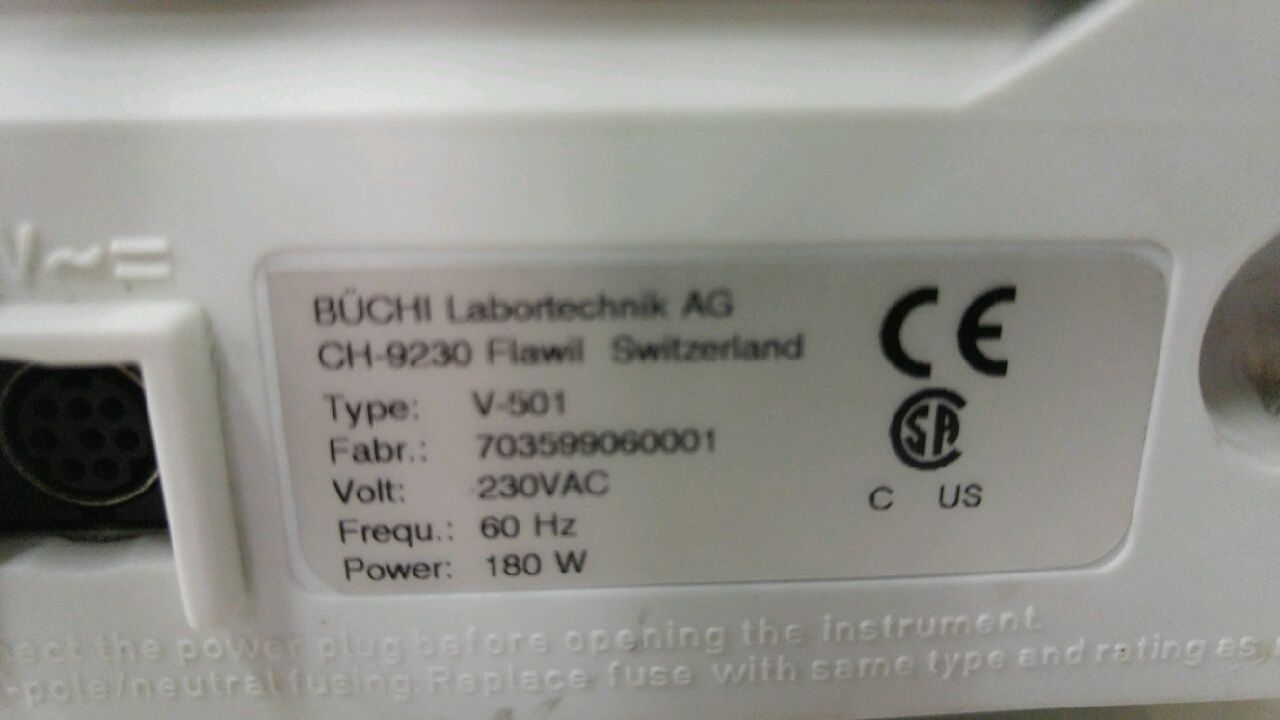 V~=
BÜCHI Labortechnik AG
CH-9230 Flawil Switzerland
Type: V-501
Fabr.: 703599060001
Volt: 230VAC
Frequ.: 60 Hz
Power: 180 W
CE
SA
C US
the power plug before opening the instrument.
-pole/neutral fusing. Replace fuse with same type and rating as